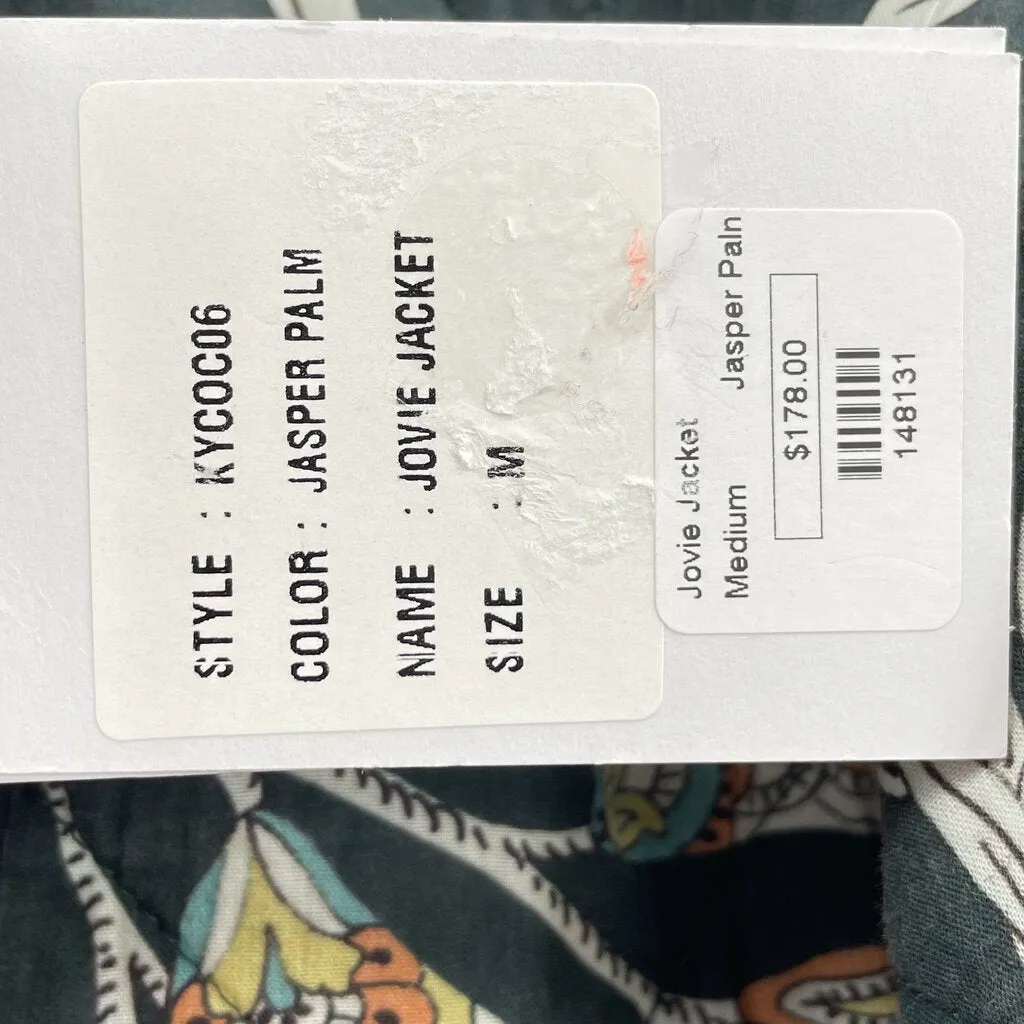 STYLE : KYCOC06
COLOR : JASPER PALM
NAME : JOVIE JACKET
SIZE : M
Jovie Jacket
Medium Jasper Paln
$178.00
148131